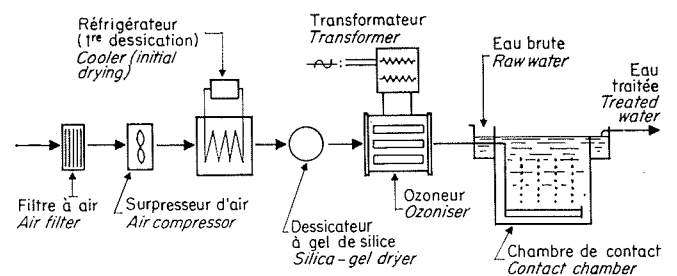 Réfrigérateur
(1re dessication)
Cooler (initial
drying)
Transformateur
Transformer
Eau brute
Raw water
Eau
traitée
Treated
water
Filtre à air
Air filter
Surpresseur d'air
Air compressor
Dessicateur
à gel de silice
Silica-gel dryer
Ozoneur
Ozoniser
Chambre de contact
Contact chamber